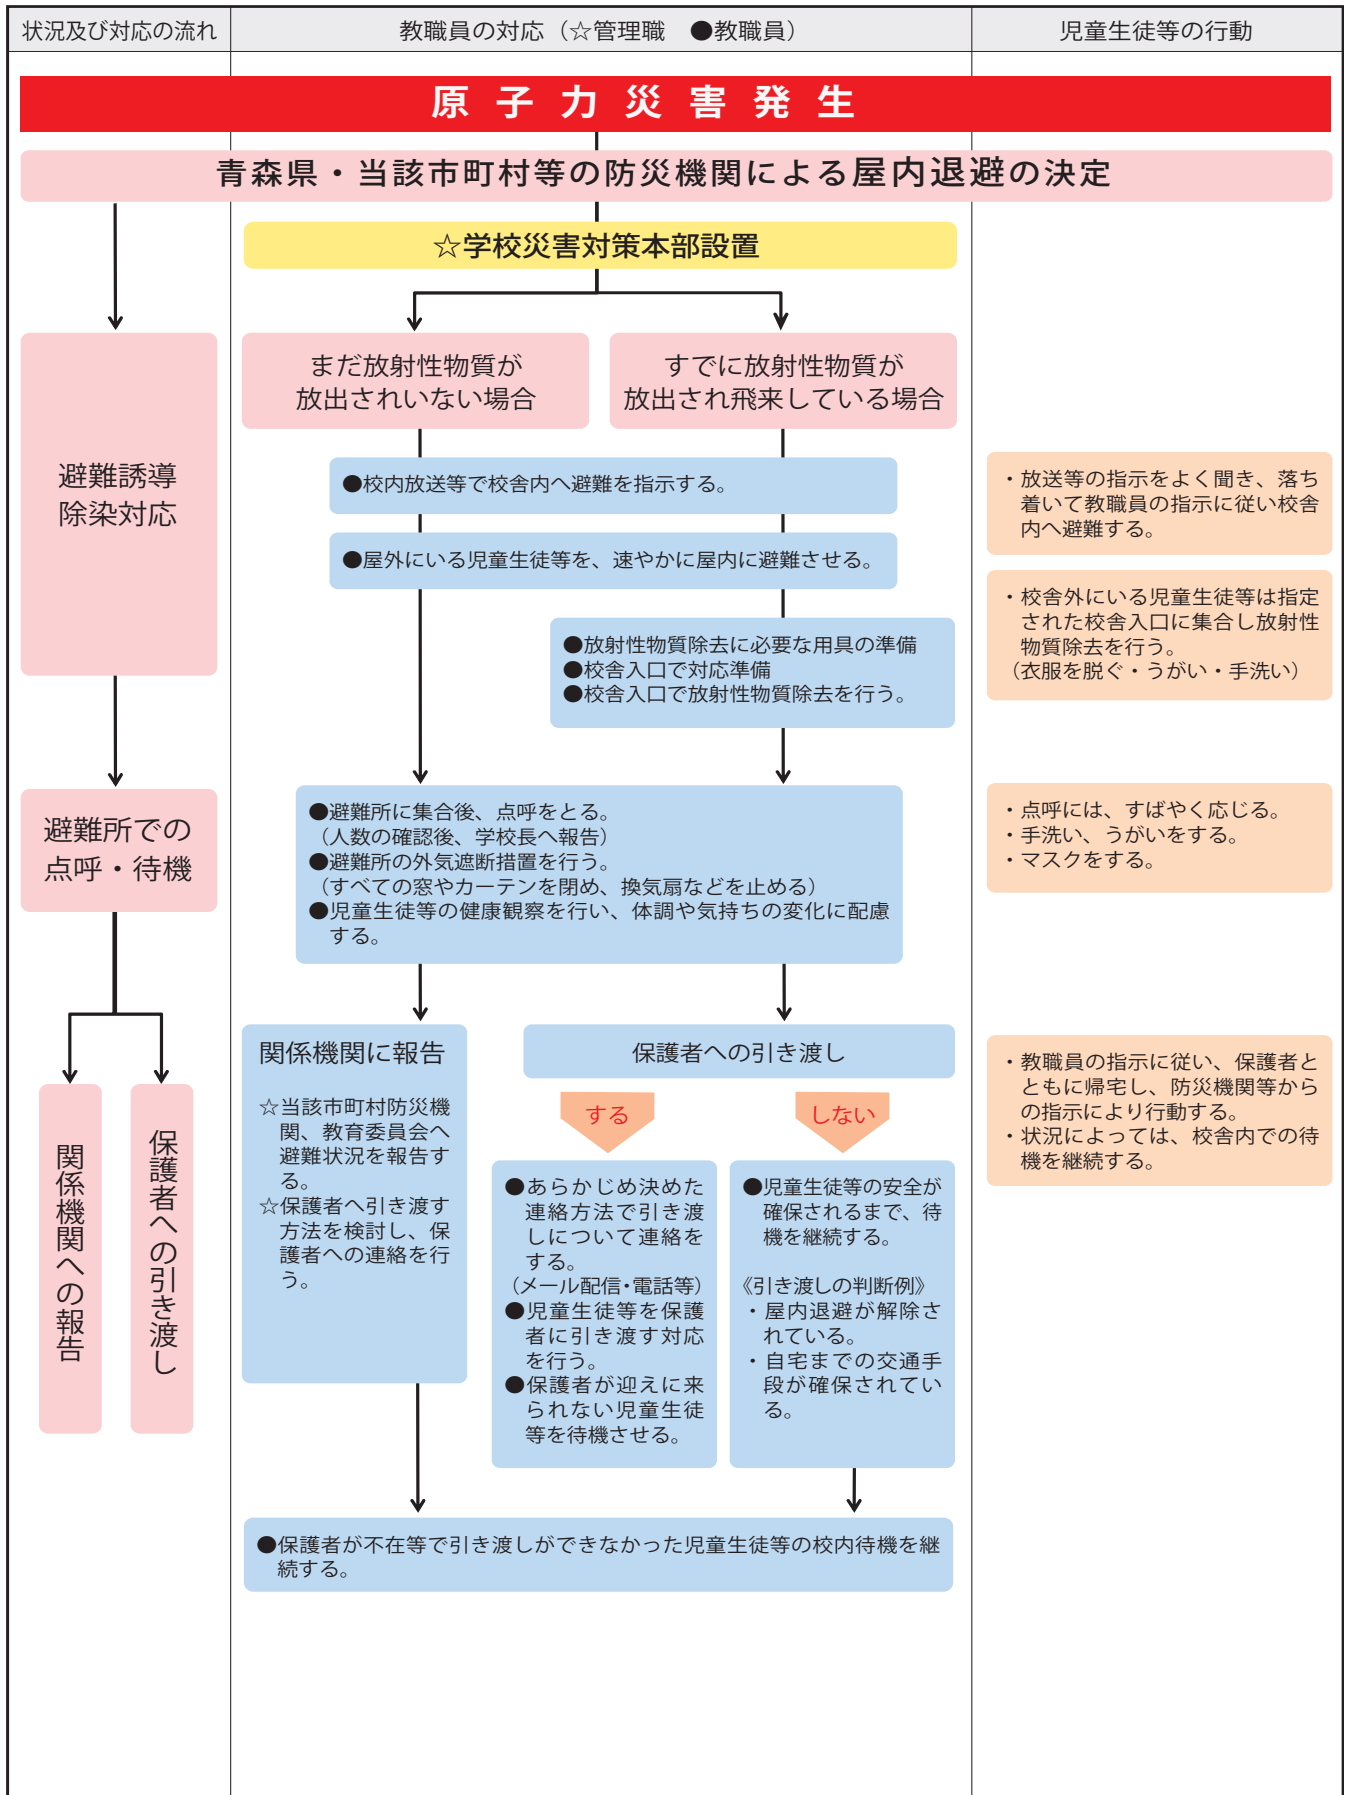 状況及び対応の流れ
教職員の対応（☆管理職　●教職員）
児童生徒等の行動
原子力災害発生
青森県・当該市町村等の防災機関による屋内退避の決定
☆学校災害対策本部設置
まだ放射性物質が
放出されいない場合
すでに放射性物質が
放出され飛来している場合
避難誘導
除染対応
●校内放送等で校舎内へ避難を指示する。
●屋外にいる児童生徒等を、速やかに屋内に避難させる。
●放射性物質除去に必要な用具の準備
●校舎入口で対応準備
●校舎入口で放射性物質除去を行う。
・放送等の指示をよく聞き、落ち
着いて教職員の指示に従い校舎
内へ避難する。
・校舎外にいる児童生徒等は指定
された校舎入口に集合し放射性
物質除去を行う。
（衣服を脱ぐ・うがい・手洗い）
避難所での
点呼・待機
●避難所に集合後、点呼をとる。
（人数の確認後、学校長へ報告）
●避難所の外気遮断措置を行う。
（すべての窓やカーテンを閉め、換気扇などを止める）
●児童生徒等の健康観察を行い、体調や気持ちの変化に配慮
する。
・点呼には、すばやく応じる。
・手洗い、うがいをする。
・マスクをする。
関係機関への報告
保護者への引き渡し
関係機関に報告
☆当該市町村防災機
関、教育委員会へ
避難状況を報告す
る。
☆保護者へ引き渡す
方法を検討し、保
護者への連絡を行
う。
保護者への引き渡し
する
しない
●あらかじめ決めた
連絡方法で引き渡
しについて連絡を
する。
（メール配信・電話等）
●児童生徒等を保護
者に引き渡す対応
を行う。
●保護者が迎えに来
られない児童生徒
等を待機させる。
●児童生徒等の安全が
確保されるまで、待
機を継続する。
《引き渡しの判断例》
・屋内退避が解除さ
れている。
・自宅までの交通手
段が確保されてい
る。
・教職員の指示に従い、保護者と
ともに帰宅し、防災機関等から
の指示により行動する。
・状況によっては、校舎内での待
機を継続する。
●保護者が不在等で引き渡しができなかった児童生徒等の校内待機を継
続する。